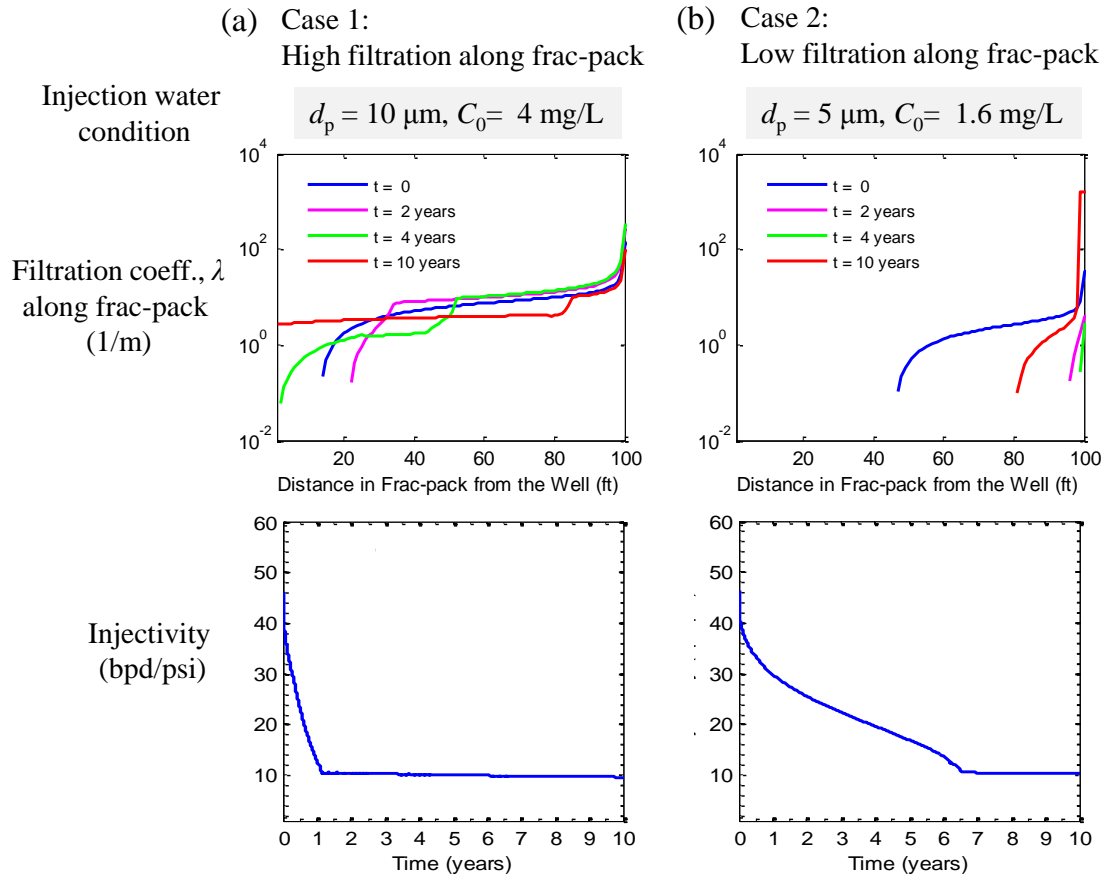 (a) Case 1:
High filtration along frac-pack
(b) Case 2:
Low filtration along frac-pack
Injection water
condition
d_p = 10 μm, C_0= 4 mg/L
d_p = 5 μm, C_0= 1.6 mg/L
Filtration coeff., λ
along frac-pack
(1/m)
10^4
10^2
10^0
10^-2
t = 0
t = 2 years
t = 4 years
t = 10 years
20 40 60 80 100
Distance in Frac-pack from the Well (ft)
10^4
10^2
10^0
10^-2
t = 0
t = 2 years
t = 4 years
t = 10 years
20 40 60 80 100
Distance in Frac-pack from the Well (ft)
Injectivity
(bpd/psi)
60
50
40
30
20
10
0 1 2 3 4 5 6 7 8 9 10
Time (years)
60
50
40
30
20
10
0 1 2 3 4 5 6 7 8 9 10
Time (years)